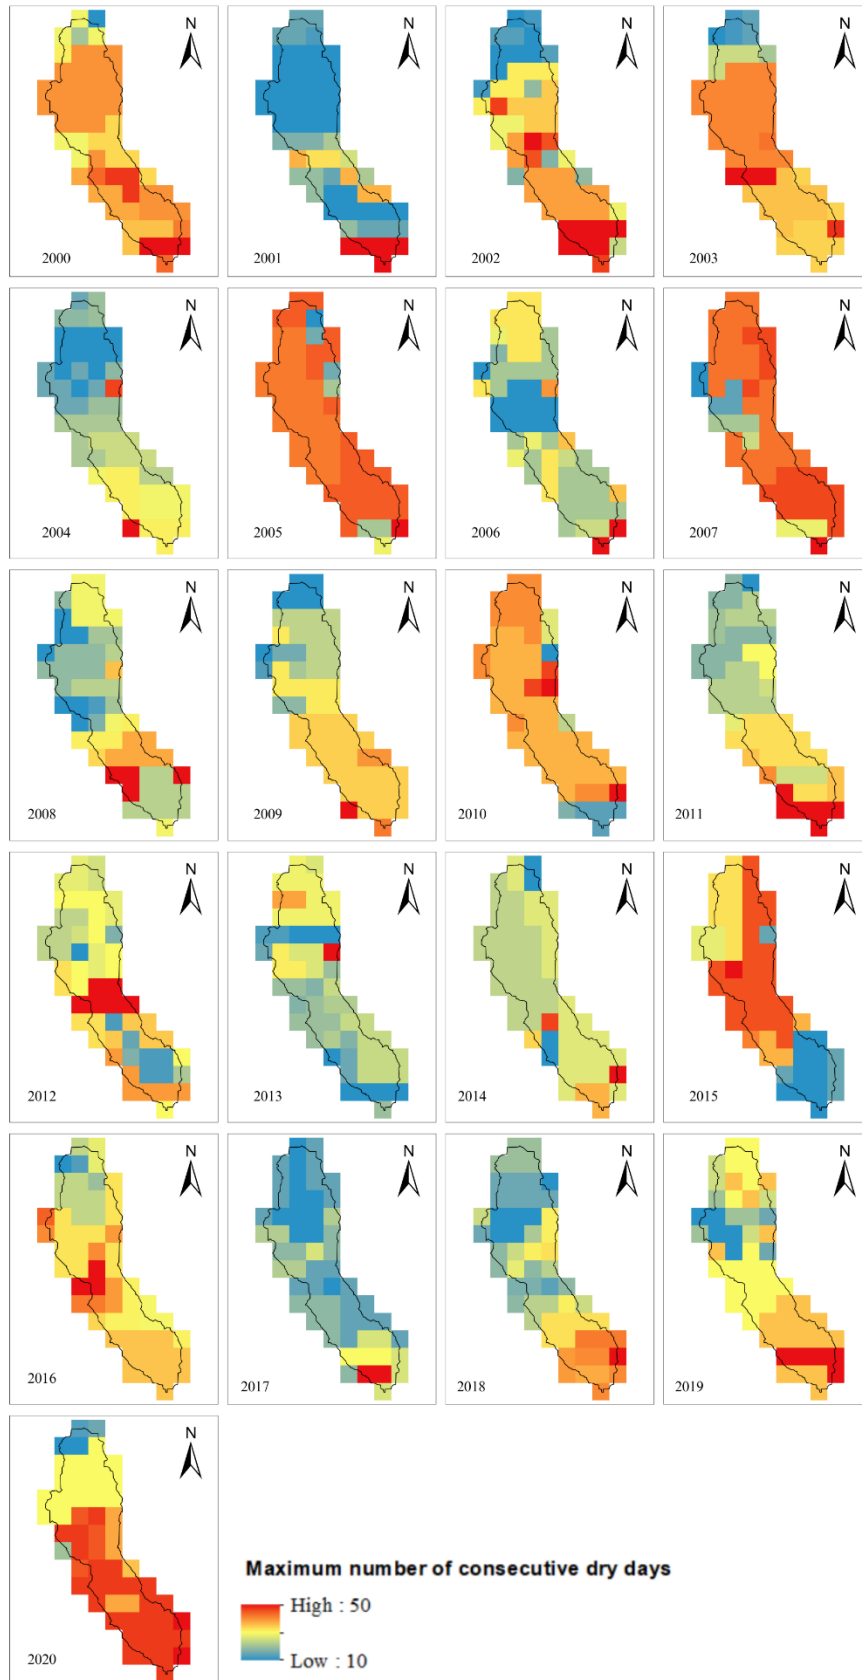 N N N N
2000 2001 2002 2003
N N N N
2004 2005 2006 2007
N N N N
2008 2009 2010 2011
N N N N
2012 2013 2014 2015
N N N N
2016 2017 2018 2019
N
2020
Maximum number of consecutive dry days
High : 50
Low : 10